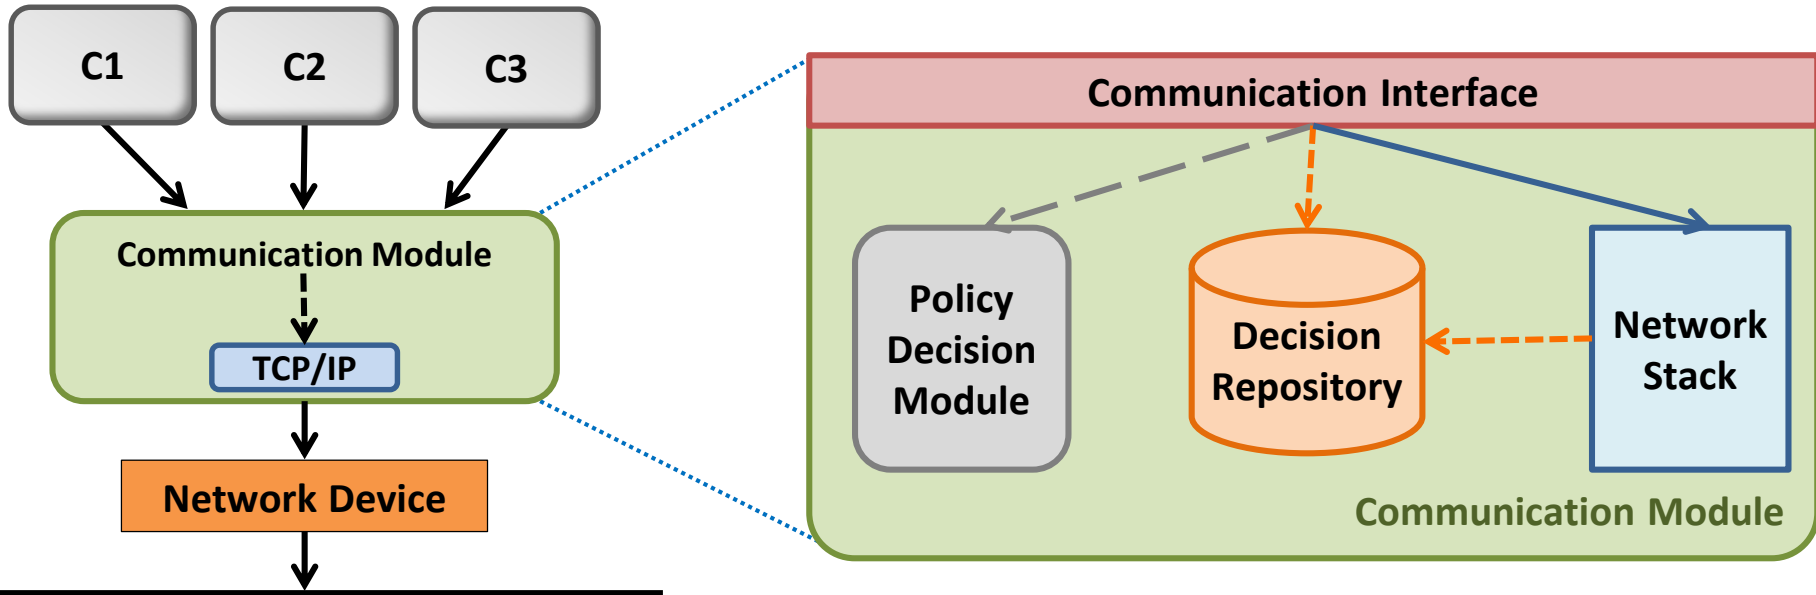 C1
C2
C3
Communication Module
TCP/IP
Network Device
Communication Interface
Policy
Decision
Module
Decision
Repository
Network
Stack
Communication Module